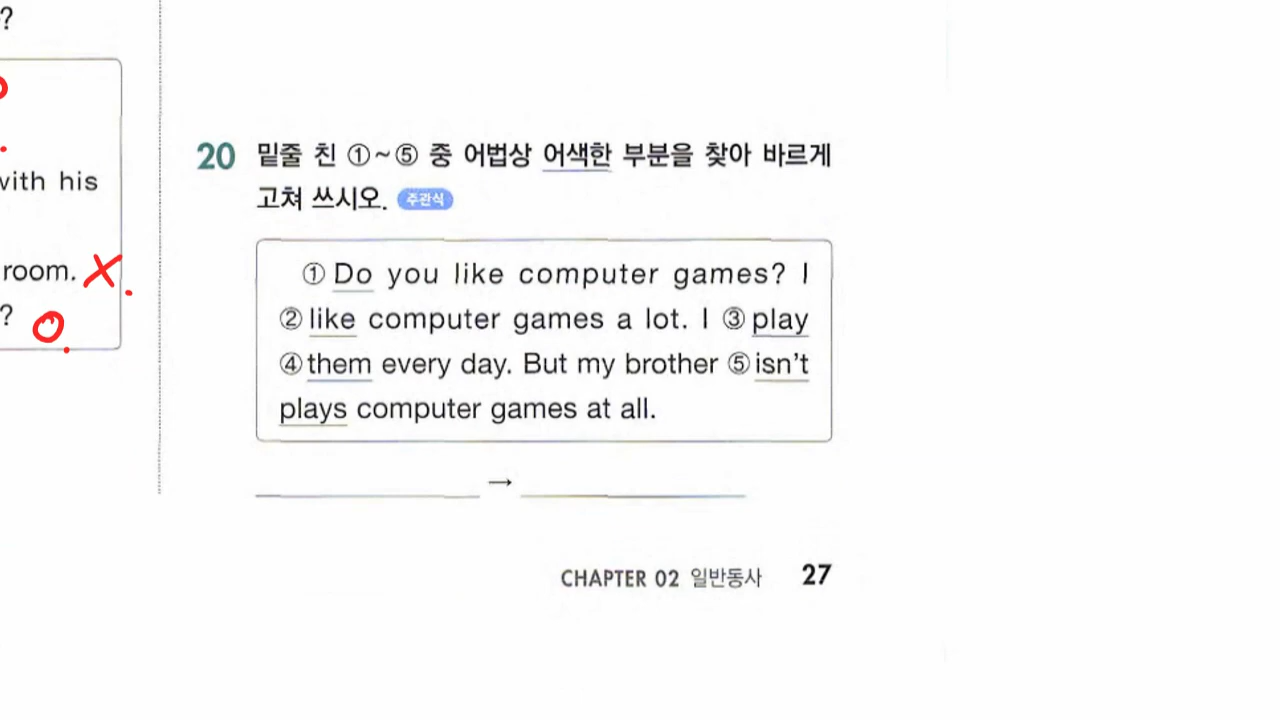 ?
with his
room. X.
? O.
20 밑줄 친 ①~⑤ 중 어법상 어색한 부분을 찾아 바르게
고쳐 쓰시오. 주관식
① Do you like computer games? I
② like computer games a lot. I ③ play
④ them every day. But my brother ⑤ isn't
plays computer games at all.
→
CHAPTER 02 일반동사 27